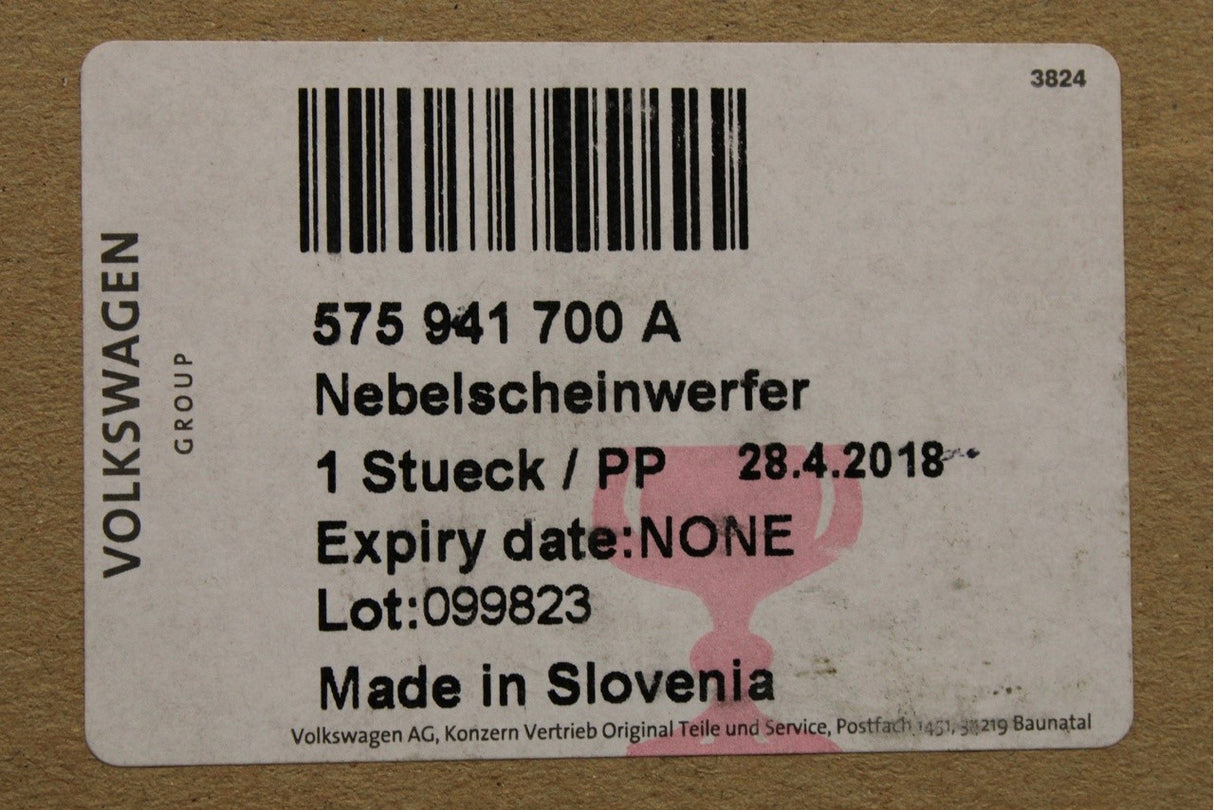 3824
VOLKSWAGEN
GROUP
575 941 700 A
Nebelscheinwerfer
1 Stueck / PP 28.4.2018
Expiry date:NONE
Lot:099823
Made in Slovenia
Volkswagen AG, Konzern Vertrieb Original Teile und Service, Postfach Baunatal